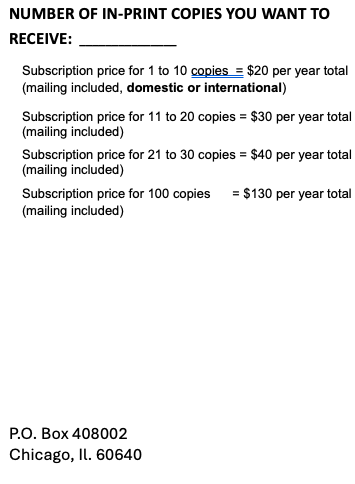 NUMBER OF IN-PRINT COPIES YOU WANT TO
RECEIVE: ______________
Subscription price for 1 to 10 copies = $20 per year total
(mailing included, domestic or international)
Subscription price for 11 to 20 copies = $30 per year total
(mailing included)
Subscription price for 21 to 30 copies = $40 per year total
(mailing included)
Subscription price for 100 copies = $130 per year total
(mailing included)
P.O. Box 408002
Chicago, Il. 60640